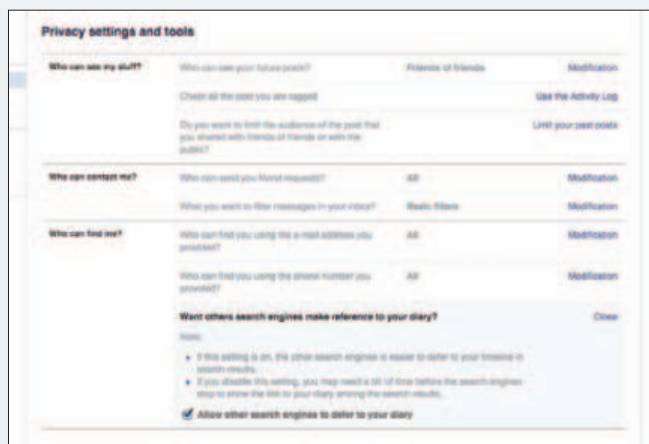 Privacy settings and tools
Who can see my stuff?
Who can see your future posts?
Friends of friends
Modification
Check all the post you are tagged
Use the Activity Log
Do you want to limit the audience of the post that
you shared with friends of friends or with the
public?
Limit your past posts
Who can contact me?
Who can send you friend requests?
All
Modification
What you want to filter messages in your inbox?
Basic filters
Modification
Who can find me?
Who can find you using the e-mail address you
provided?
All
Modification
Who can find you using the phone number you
provided?
All
Modification
Want others search engines make reference to your diary?
Close
Note:
• If this setting is on, the other search engines is easier to defer to your timeline in
search results.
• If you disable this setting, you may need a bit of time before the search engines
stop to show the link to your diary among the search results.
Allow other search engines to defer to your diary